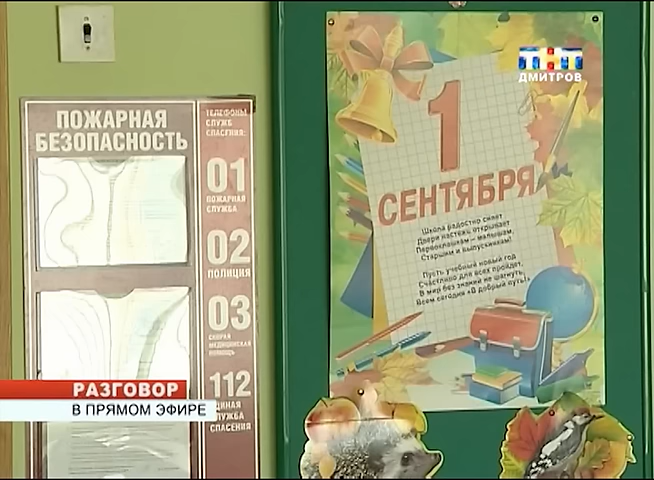 ПОЖАРНАЯ
БЕЗОПАСНОСТЬ
ТЕЛЕФОНЫ
СЛУЖБ
СПАСЕНИЯ:
01
ПОЖАРНАЯ
СЛУЖБА
02
ПОЛИЦИЯ
03
СКОРАЯ
МЕДИЦИНСКАЯ
ПОМОЩЬ
112
ЕДИНАЯ
СЛУЖБА
СПАСЕНИЯ
ТНТ
ДМИТРОВ
1
СЕНТЯБРЯ
Школа радостно сияет
Двери настежь открывает
Первоклашкам – малышам,
Старшим и выпускникам!
Пусть учебный новый год
Счастливо для всех пройдет,
В мир без знаний не шагнуть,
Всем сегодня «В добрый путь!»
РАЗГОВОР
В ПРЯМОМ ЭФИРЕ